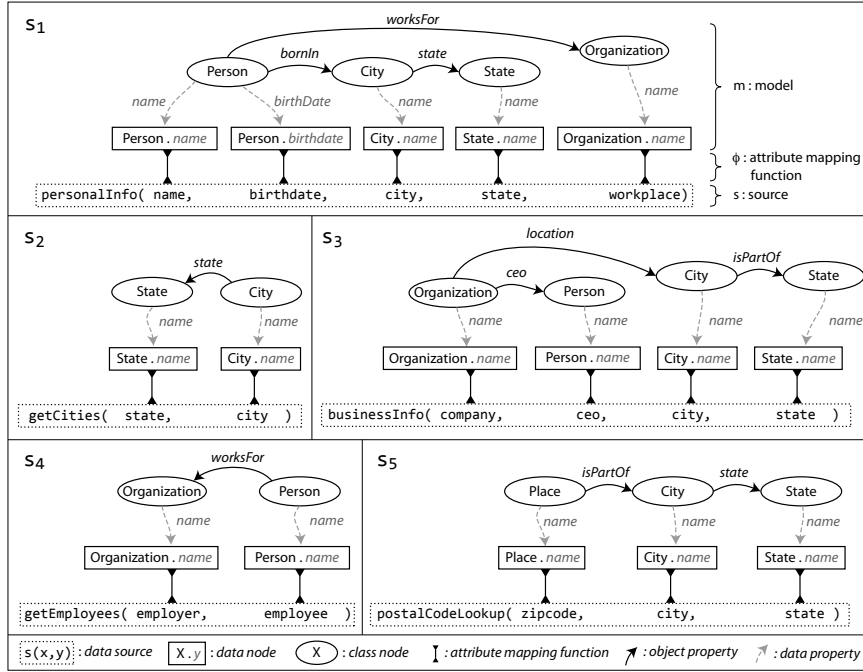 S1
worksFor
Person bornIn City state State Organization
name birthDate name name name
m : model
Person.name Person.birthdate City.name State.name Organization.name
ϕ : attribute mapping
function
personalInfo( name, birthdate, city, state, workplace)
s : source
S2
state
State City
name name
State.name City.name
getCities( state, city )
S3
location
isPartOf
Organization ceo Person City State
name name name name
Organization.name Person.name City.name State.name
businessInfo( company, ceo, city, state )
S4
worksFor
Organization Person
name name
Organization.name Person.name
getEmployees( employer, employee )
S5
isPartOf state
Place City State
name name name
Place.name City.name State.name
postalCodeLookup( zipcode, city, state )
s(x,y) : data source X.y : data node X : class node : attribute mapping function : object property : data property